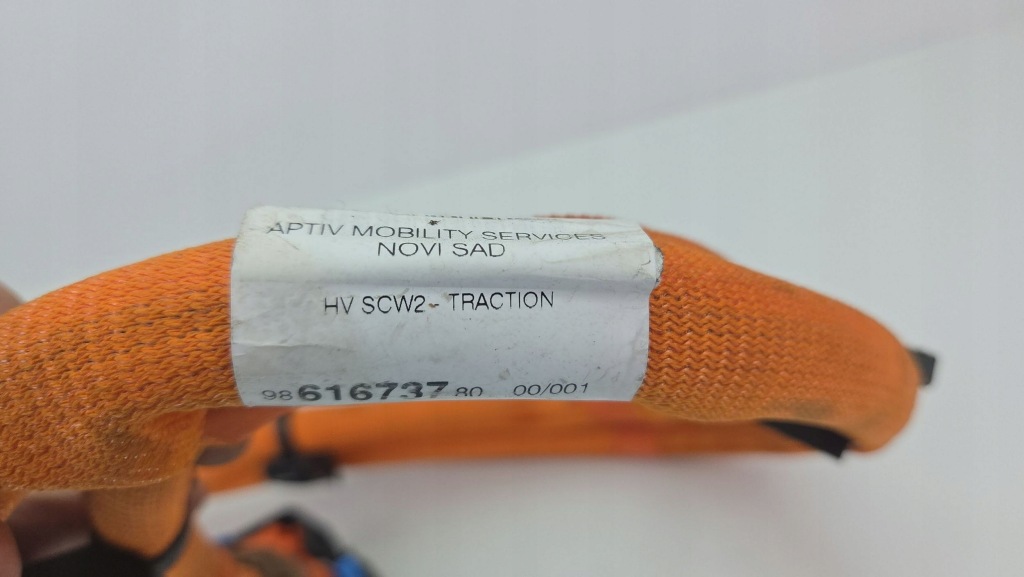 APTIV MOBILITY SERVICES
NOVI SAD
HV SCW2- TRACTION
98 616737 80 00/001